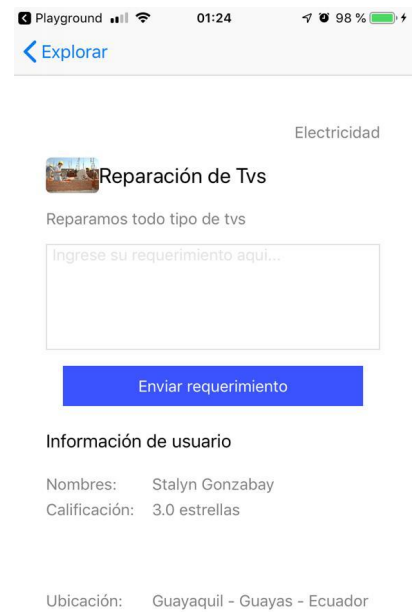 Playground 01:24 98 %
Explorar
Electricidad
Reparación de Tvs
Reparamos todo tipo de tvs
Ingrese su requerimiento aqui...
Enviar requerimiento
Información de usuario
Nombres: Stalyn Gonzabay
Calificación: 3.0 estrellas
Ubicación: Guayaquil - Guayas - Ecuador